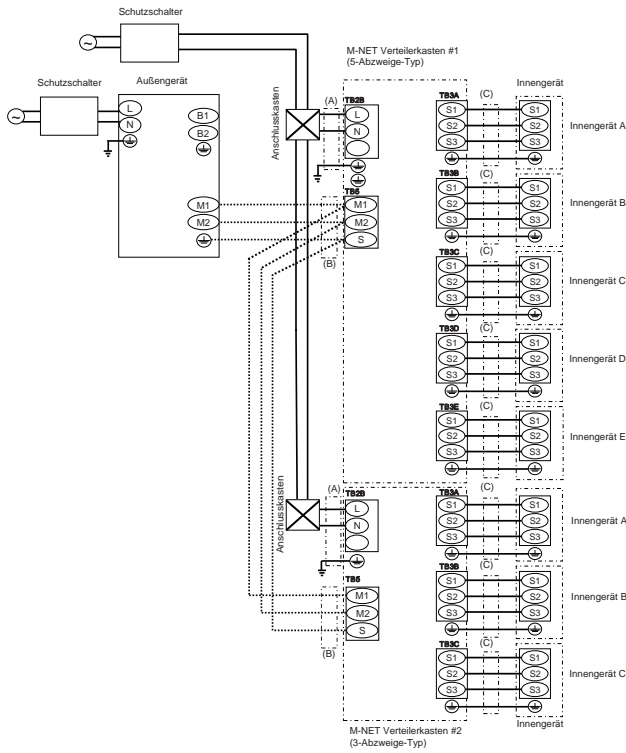 Schutzschalter
~
M-NET Verteilerkasten #1
(5-Abzweige-Typ)
Schutzschalter
Außengerät
~
L
N
B1
B2
M1
M2
Anschlusskasten
(A)
TB2B
L
N
TB5
M1
M2
S
(B)
Innengerät
TB3A
(C)
S1
S2
S3
S1
S2
S3
Innengerät A
TB3B
(C)
S1
S2
S3
S1
S2
S3
Innengerät B
TB3C
(C)
S1
S2
S3
S1
S2
S3
Innengerät C
TB3D
(C)
S1
S2
S3
S1
S2
S3
Innengerät D
TB3E
(C)
S1
S2
S3
S1
S2
S3
Innengerät E
Anschlusskasten
(A)
TB2B
L
N
TB5
M1
M2
S
(B)
TB3A
(C)
S1
S2
S3
S1
S2
S3
Innengerät A
TB3B
(C)
S1
S2
S3
S1
S2
S3
Innengerät B
TB3C
(C)
S1
S2
S3
S1
S2
S3
Innengerät C
Innengerät
M-NET Verteilerkasten #2
(3-Abzweige-Typ)